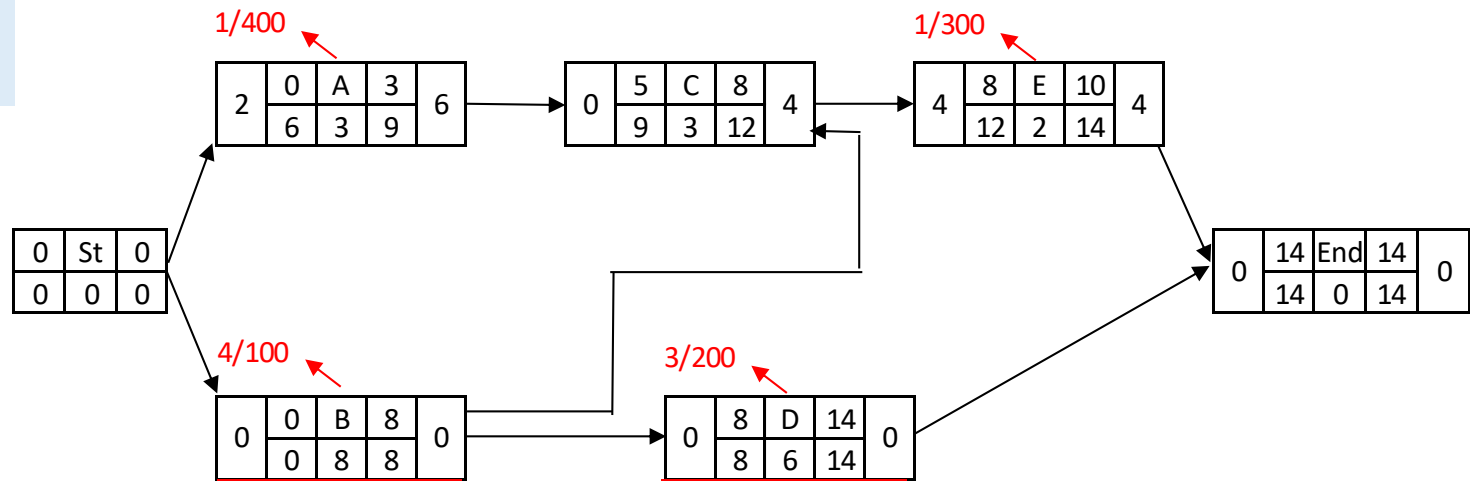 1/400 1/300
0 A 3 5 C 8 8 E 10
2 6 0 4 4 4
6 3 9 9 3 12 12 2 14
0 St 0 14 End 14
0 0
0 0 0 14 0 14
4/100 3/200
0 B 8 8 D 14
0 0 0 0
0 8 8 8 6 14